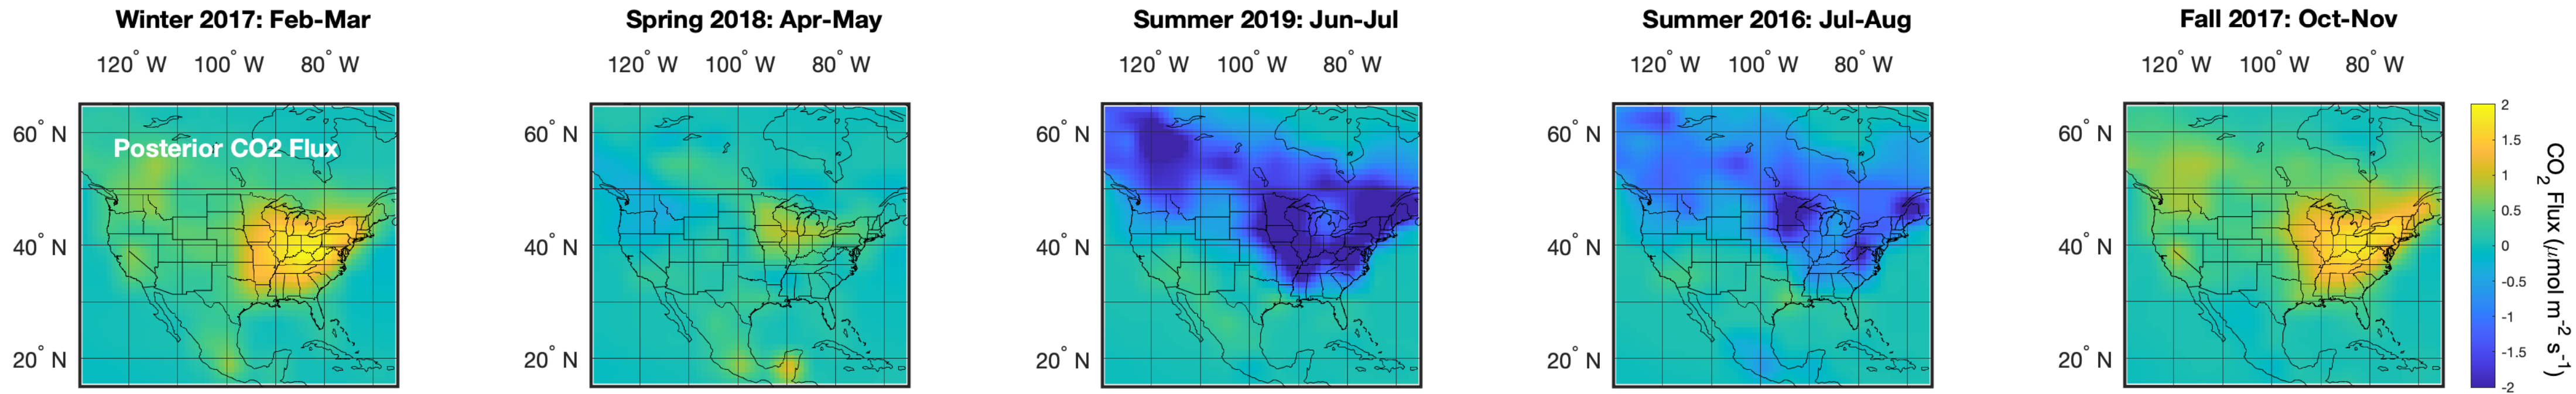 Winter 2017: Feb-Mar
120° W 100° W 80° W
60° N
40° N
20° N
Posterior CO2 Flux
Spring 2018: Apr-May
120° W 100° W 80° W
60° N
40° N
20° N
Summer 2019: Jun-Jul
120° W 100° W 80° W
60° N
40° N
20° N
Summer 2016: Jul-Aug
120° W 100° W 80° W
60° N
40° N
20° N
Fall 2017: Oct-Nov
120° W 100° W 80° W
60° N
40° N
20° N
2
1.5
1
0.5
0
-0.5
-1
-1.5
-2
CO₂ Flux (μmol m⁻² s⁻¹)